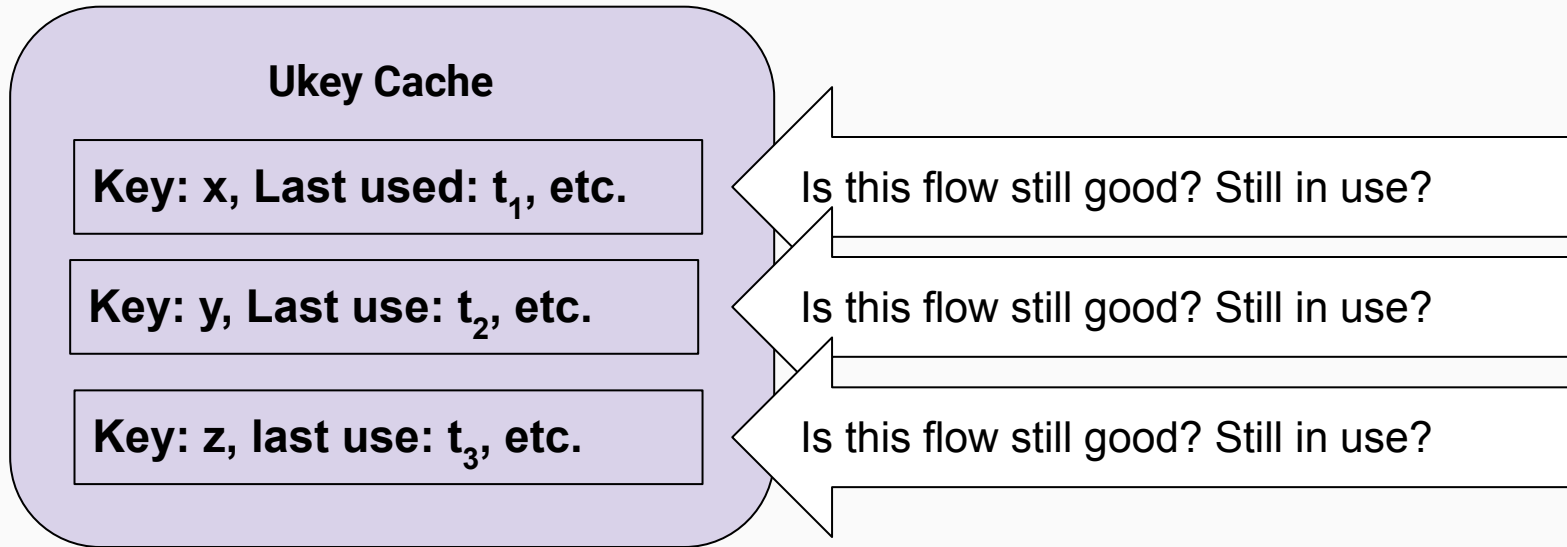 Ukey Cache
Key: x, Last used: t₁, etc.
Is this flow still good? Still in use?
Key: y, Last use: t₂, etc.
Is this flow still good? Still in use?
Key: z, last use: t₃, etc.
Is this flow still good? Still in use?